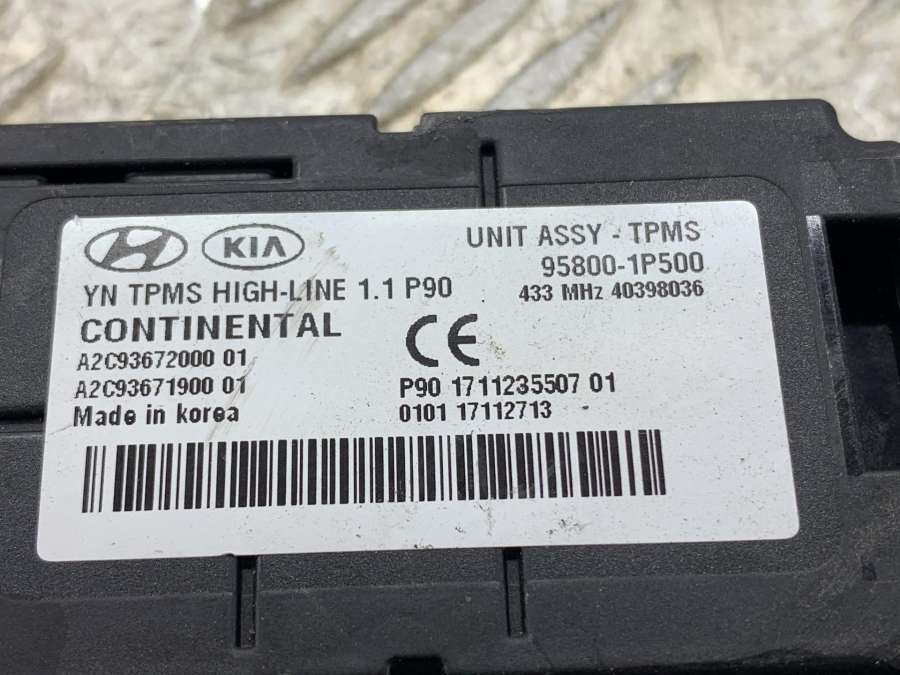 KIA
UNIT ASSY - TPMS
95800-1P500
YN TPMS HIGH-LINE 1.1 P90
433 MHz 40398036
CONTINENTAL
CE
A2C93672000 01
A2C93671900 01
P90 1711235507 01
Made in korea
0101 17112713